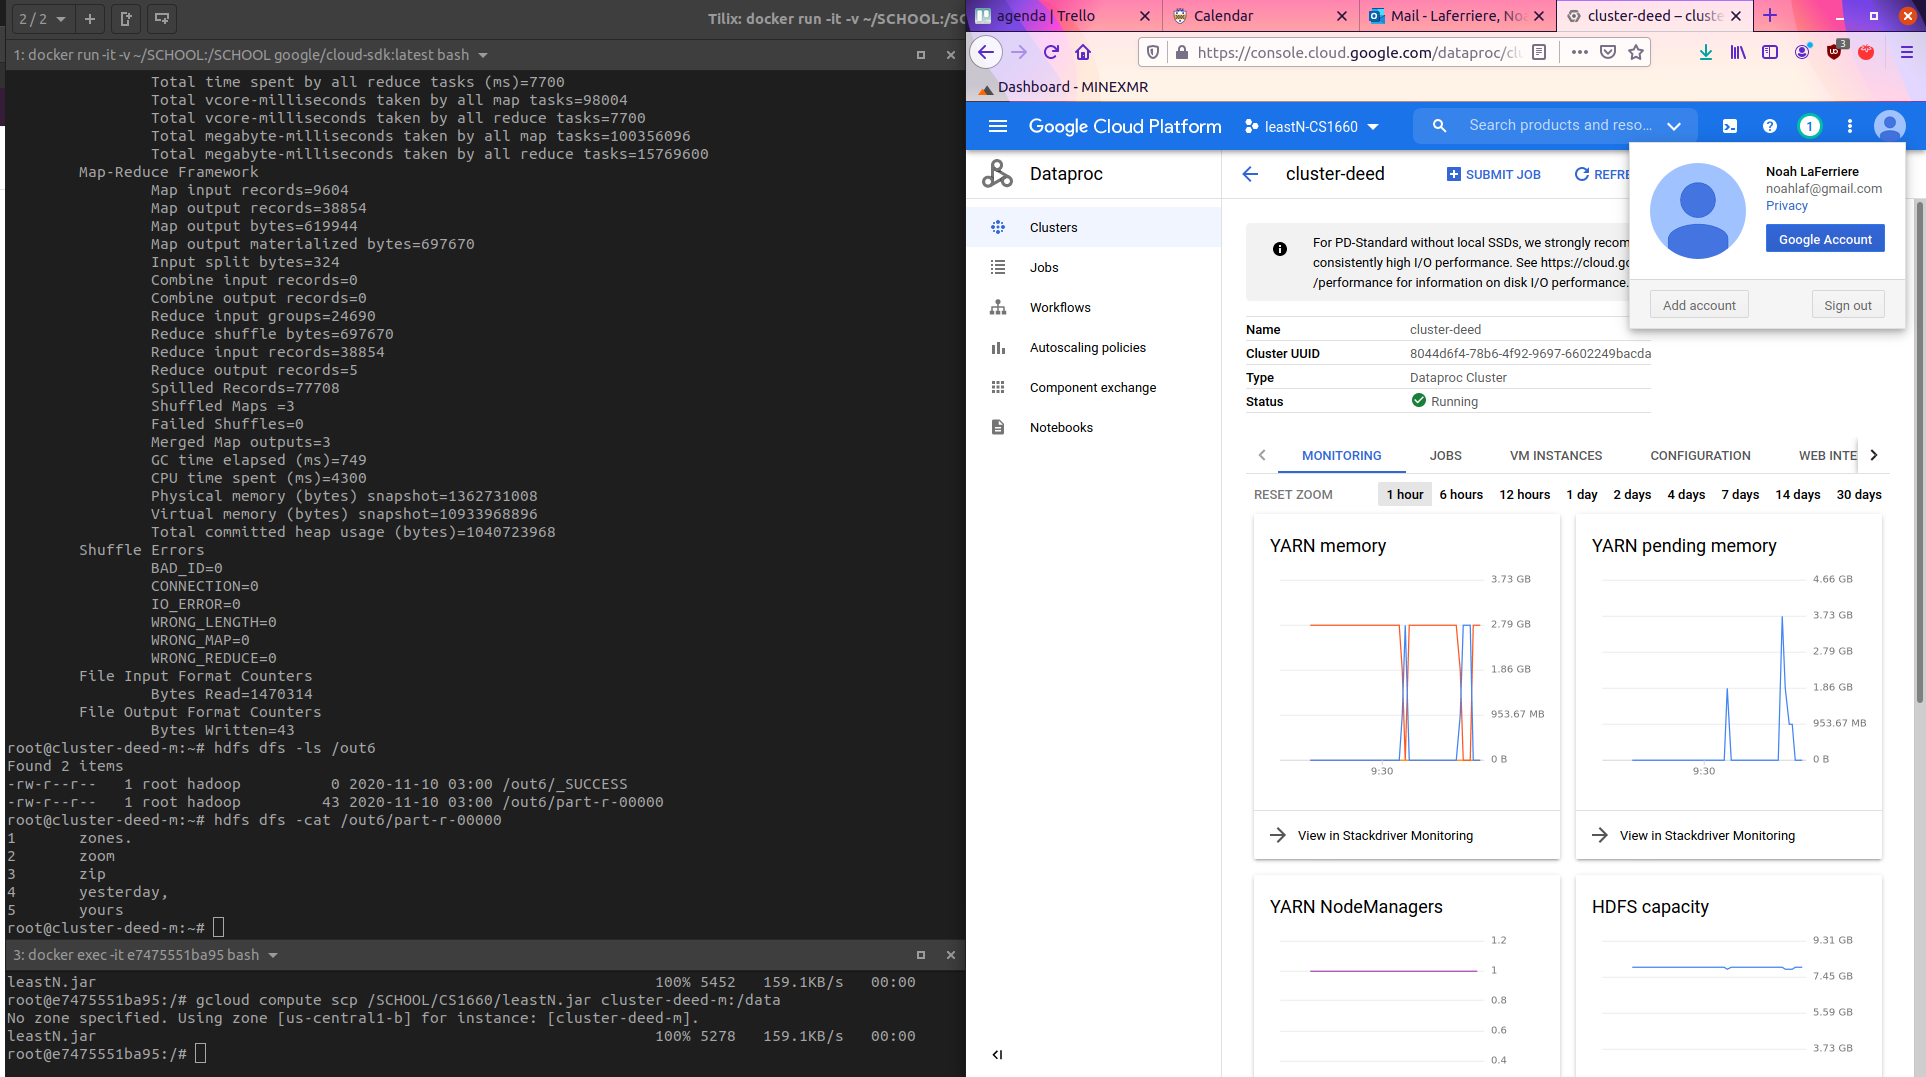 2 / 2
Tilix: docker run -it -v ~/SCHOOL:/SC
1: docker run -it -v ~/SCHOOL:/SCHOOL google/cloud-sdk:latest bash
Total time spent by all reduce tasks (ms)=7700
Total vcore-milliseconds taken by all map tasks=98004
Total vcore-milliseconds taken by all reduce tasks=7700
Total megabyte-milliseconds taken by all map tasks=100356096
Total megabyte-milliseconds taken by all reduce tasks=15769600
Map-Reduce Framework
Map input records=9604
Map output records=38854
Map output bytes=619944
Map output materialized bytes=697670
Input split bytes=324
Combine input records=0
Combine output records=0
Reduce input groups=24690
Reduce shuffle bytes=697670
Reduce input records=38854
Reduce output records=5
Spilled Records=77708
Shuffled Maps =3
Failed Shuffles=0
Merged Map outputs=3
GC time elapsed (ms)=749
CPU time spent (ms)=4300
Physical memory (bytes) snapshot=1362731008
Virtual memory (bytes) snapshot=10933968896
Total committed heap usage (bytes)=1040723968
Shuffle Errors
BAD_ID=0
CONNECTION=0
IO_ERROR=0
WRONG_LENGTH=0
WRONG_MAP=0
WRONG_REDUCE=0
File Input Format Counters
Bytes Read=1470314
File Output Format Counters
Bytes Written=43
root@cluster-deed-m:~# hdfs dfs -ls /out6
Found 2 items
-rw-r--r--   1 root hadoop          0 2020-11-10 03:00 /out6/_SUCCESS
-rw-r--r--   1 root hadoop         43 2020-11-10 03:00 /out6/part-r-00000
root@cluster-deed-m:~# hdfs dfs -cat /out6/part-r-00000
1       zones.
2       zoom
3       zip
4       yesterday,
5       yours
root@cluster-deed-m:~#
3: docker exec -it e7475551ba95 bash
leastN.jar 100% 5452 159.1KB/s 00:00
root@e7475551ba95:/# gcloud compute scp /SCHOOL/CS1660/leastN.jar cluster-deed-m:/data
No zone specified. Using zone [us-central1-b] for instance: [cluster-deed-m].
leastN.jar 100% 5278 159.1KB/s 00:00
root@e7475551ba95:/#
agenda | Trello
Calendar
Mail - Laferriere, Noa
cluster-deed – cluste
https://console.cloud.google.com/dataproc/clu
3
Dashboard - MINEXMR
Google Cloud Platform
leastN-CS1660
Search products and reso...
1
Noah LaFerriere
noahlaf@gmail.com
Privacy
Google Account
Add account
Sign out
Dataproc
Clusters
Jobs
Workflows
Autoscaling policies
Component exchange
Notebooks
cluster-deed
SUBMIT JOB
REFRE
For PD-Standard without local SSDs, we strongly recom
consistently high I/O performance. See https://cloud.go
/performance for information on disk I/O performance.
Name cluster-deed
Cluster UUID 8044d6f4-78b6-4f92-9697-6602249bacda
Type Dataproc Cluster
Status Running
MONITORING JOBS VM INSTANCES CONFIGURATION WEB INTE
RESET ZOOM 1 hour 6 hours 12 hours 1 day 2 days 4 days 7 days 14 days 30 days
YARN memory
3.73 GB
2.79 GB
1.86 GB
953.67 MB
0 B
9:30
View in Stackdriver Monitoring
YARN pending memory
4.66 GB
3.73 GB
2.79 GB
1.86 GB
953.67 MB
0 B
9:30
View in Stackdriver Monitoring
YARN NodeManagers
1.2
1
0.8
0.6
0.4
HDFS capacity
9.31 GB
7.45 GB
5.59 GB
3.73 GB